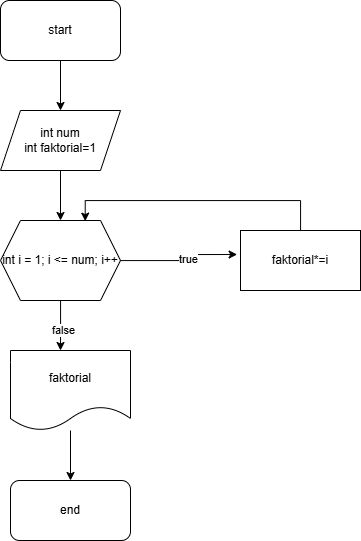 start
int num
int faktorial=1
int i = 1; i <= num; i++
true
faktorial*=i
false
faktorial
end